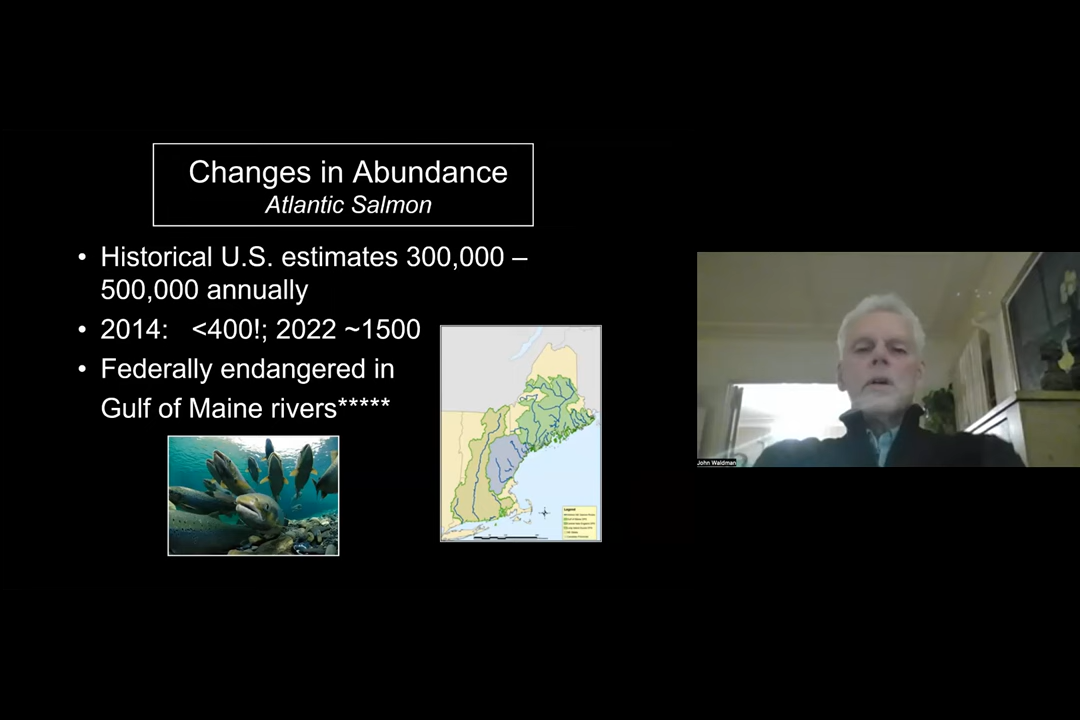 Changes in Abundance
Atlantic Salmon
• Historical U.S. estimates 300,000 –
500,000 annually
• 2014: <400!; 2022 ~1500
• Federally endangered in
Gulf of Maine rivers*****
Legend
John Waldman